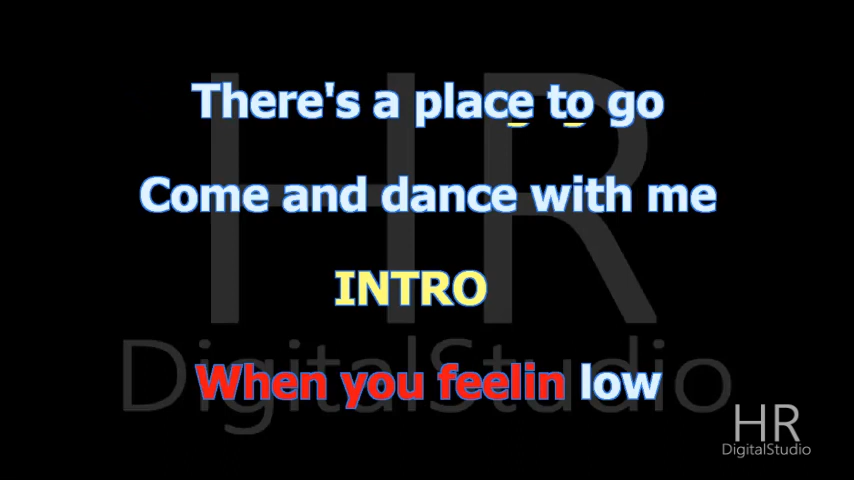 There's a place to go
Come and dance with me
INTRO
When you feelin low
HR
DigitalStudio
HR
DigitalStudio